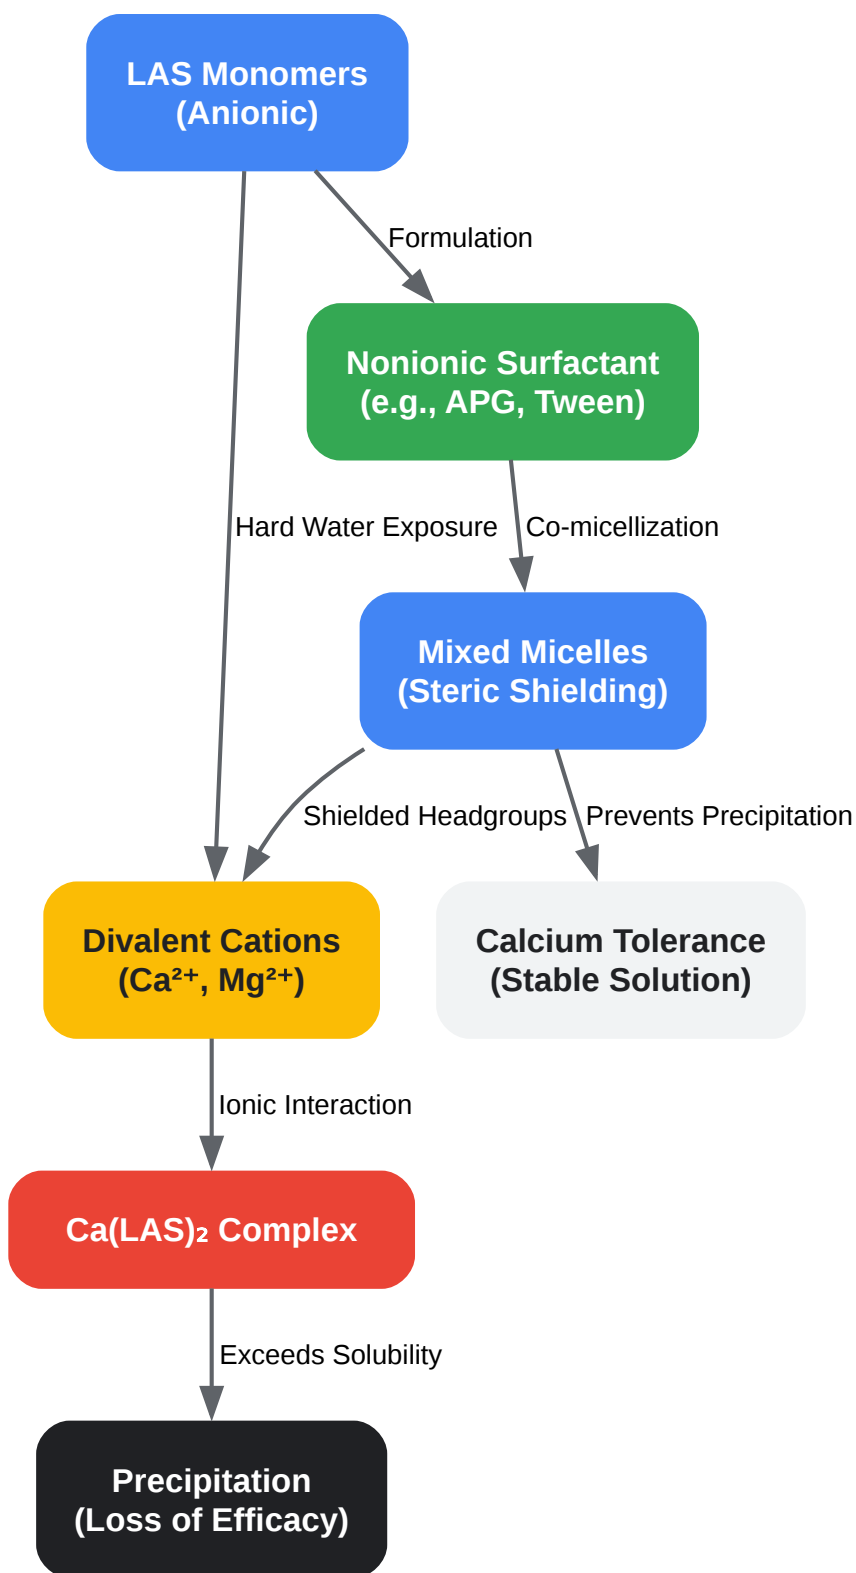 LAS Monomers
(Anionic)
Formulation
Nonionic Surfactant
(e.g., APG, Tween)
Hard Water Exposure
Co-micellization
Mixed Micelles
(Steric Shielding)
Shielded Headgroups
Prevents Precipitation
Divalent Cations
(Ca²⁺, Mg²⁺)
Calcium Tolerance
(Stable Solution)
Ionic Interaction
Ca(LAS)₂ Complex
Exceeds Solubility
Precipitation
(Loss of Efficacy)